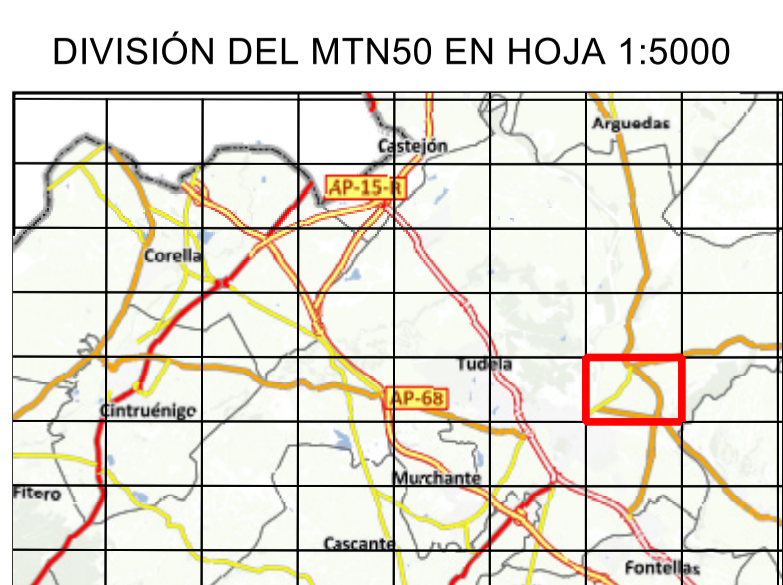 DIVISIÓN DEL MTN50 EN HOJA 1:5000
Arguedas
Castejón
AP-15-R
Corella
Tudela
AP-68
Cintruénigo
Murchante
Fitero
Cascante
Fontellas